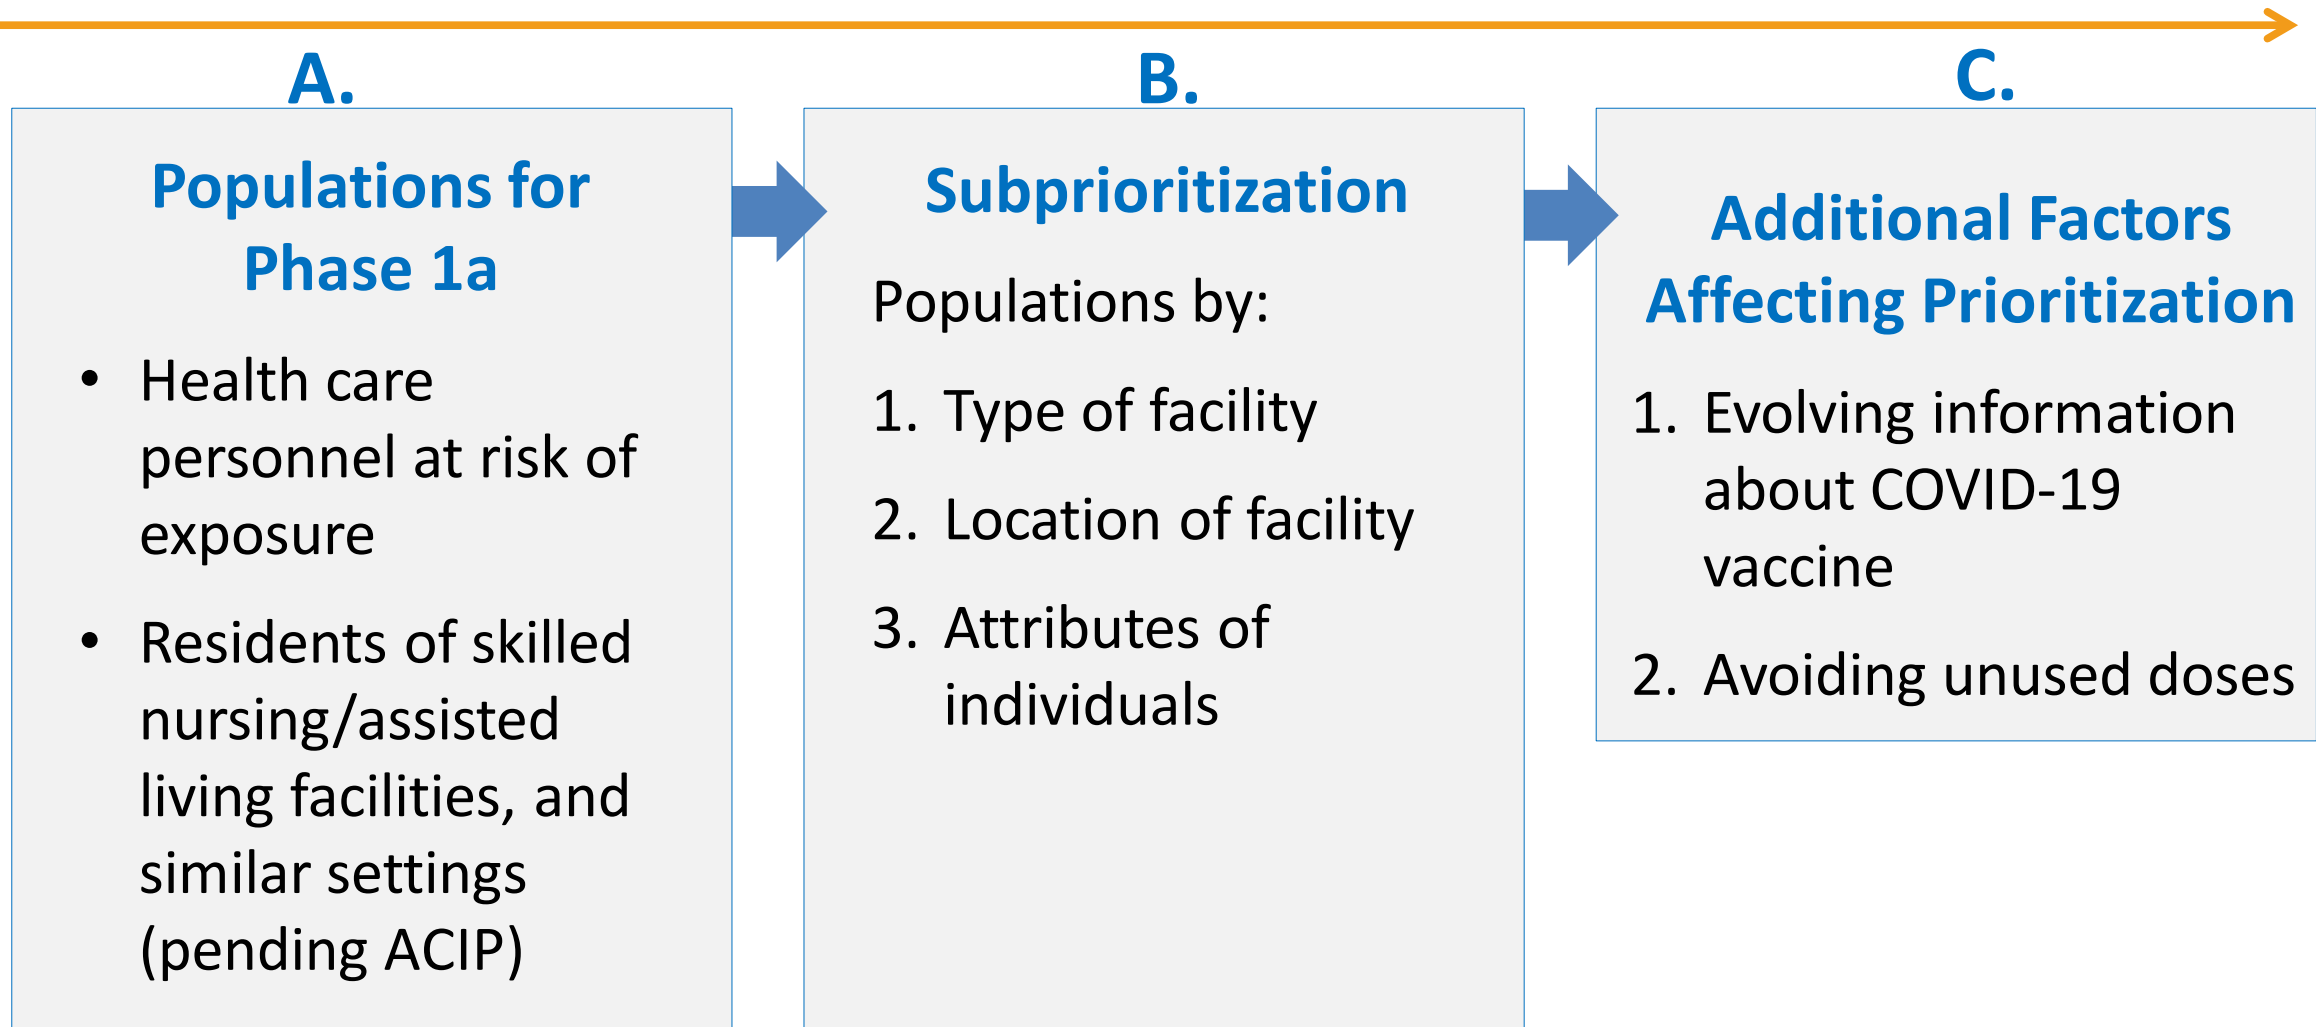 A.
Populations for
Phase 1a
• Health care
personnel at risk of
exposure
• Residents of skilled
nursing/assisted
living facilities, and
similar settings
(pending ACIP)
B.
Subprioritization
Populations by:
1. Type of facility
2. Location of facility
3. Attributes of
individuals
C.
Additional Factors
Affecting Prioritization
1. Evolving information
about COVID-19
vaccine
2. Avoiding unused doses